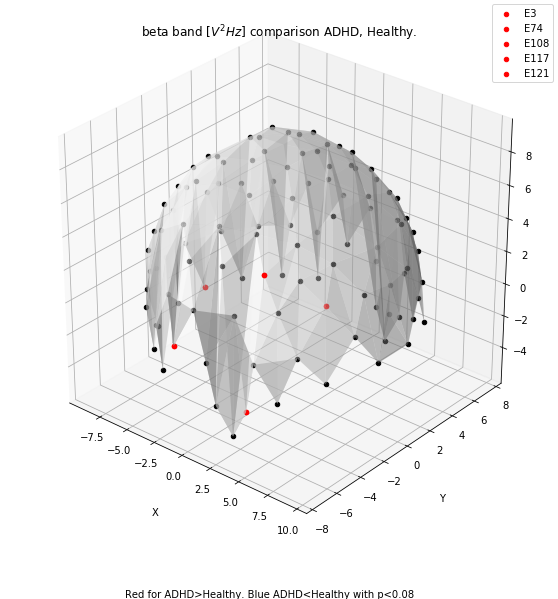 E3
E74
E108
E117
E121
beta band [V²Hz] comparison ADHD, Healthy.
8
6
4
2
0
−2
−4
−7.5
−5.0
−2.5
0.0
2.5
5.0
7.5
10.0
X
−8
−6
−4
−2
0
2
4
6
8
Y
Red for ADHD>Healthy. Blue ADHD<Healthy with p<0.08